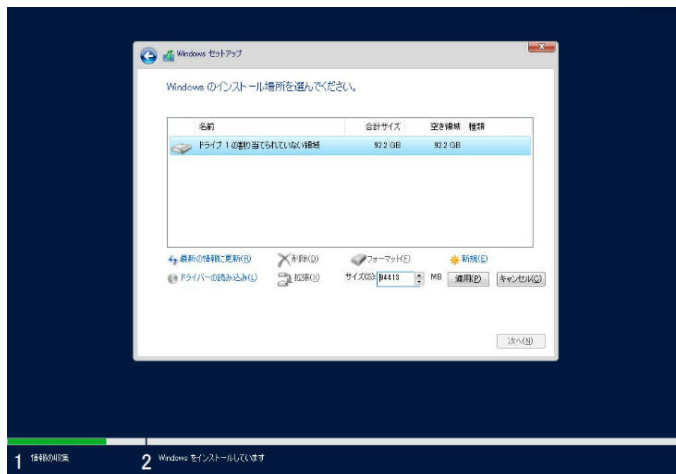 Windows セットアップ
Windows のインストール場所を選んでください。
名前 合計サイズ 空き領域 種類
ドライブ 1 の割り当てられていない領域 92.2 GB 92.2 GB
最新の情報に更新(R) 削除(D) フォーマット(F) 新規(E)
ドライバーの読み込み(L) 拡張(X) サイズ(S): 94413 MB 適用(P) キャンセル(C)
次へ(N)
1 情報の収集 2 Windows をインストールしています